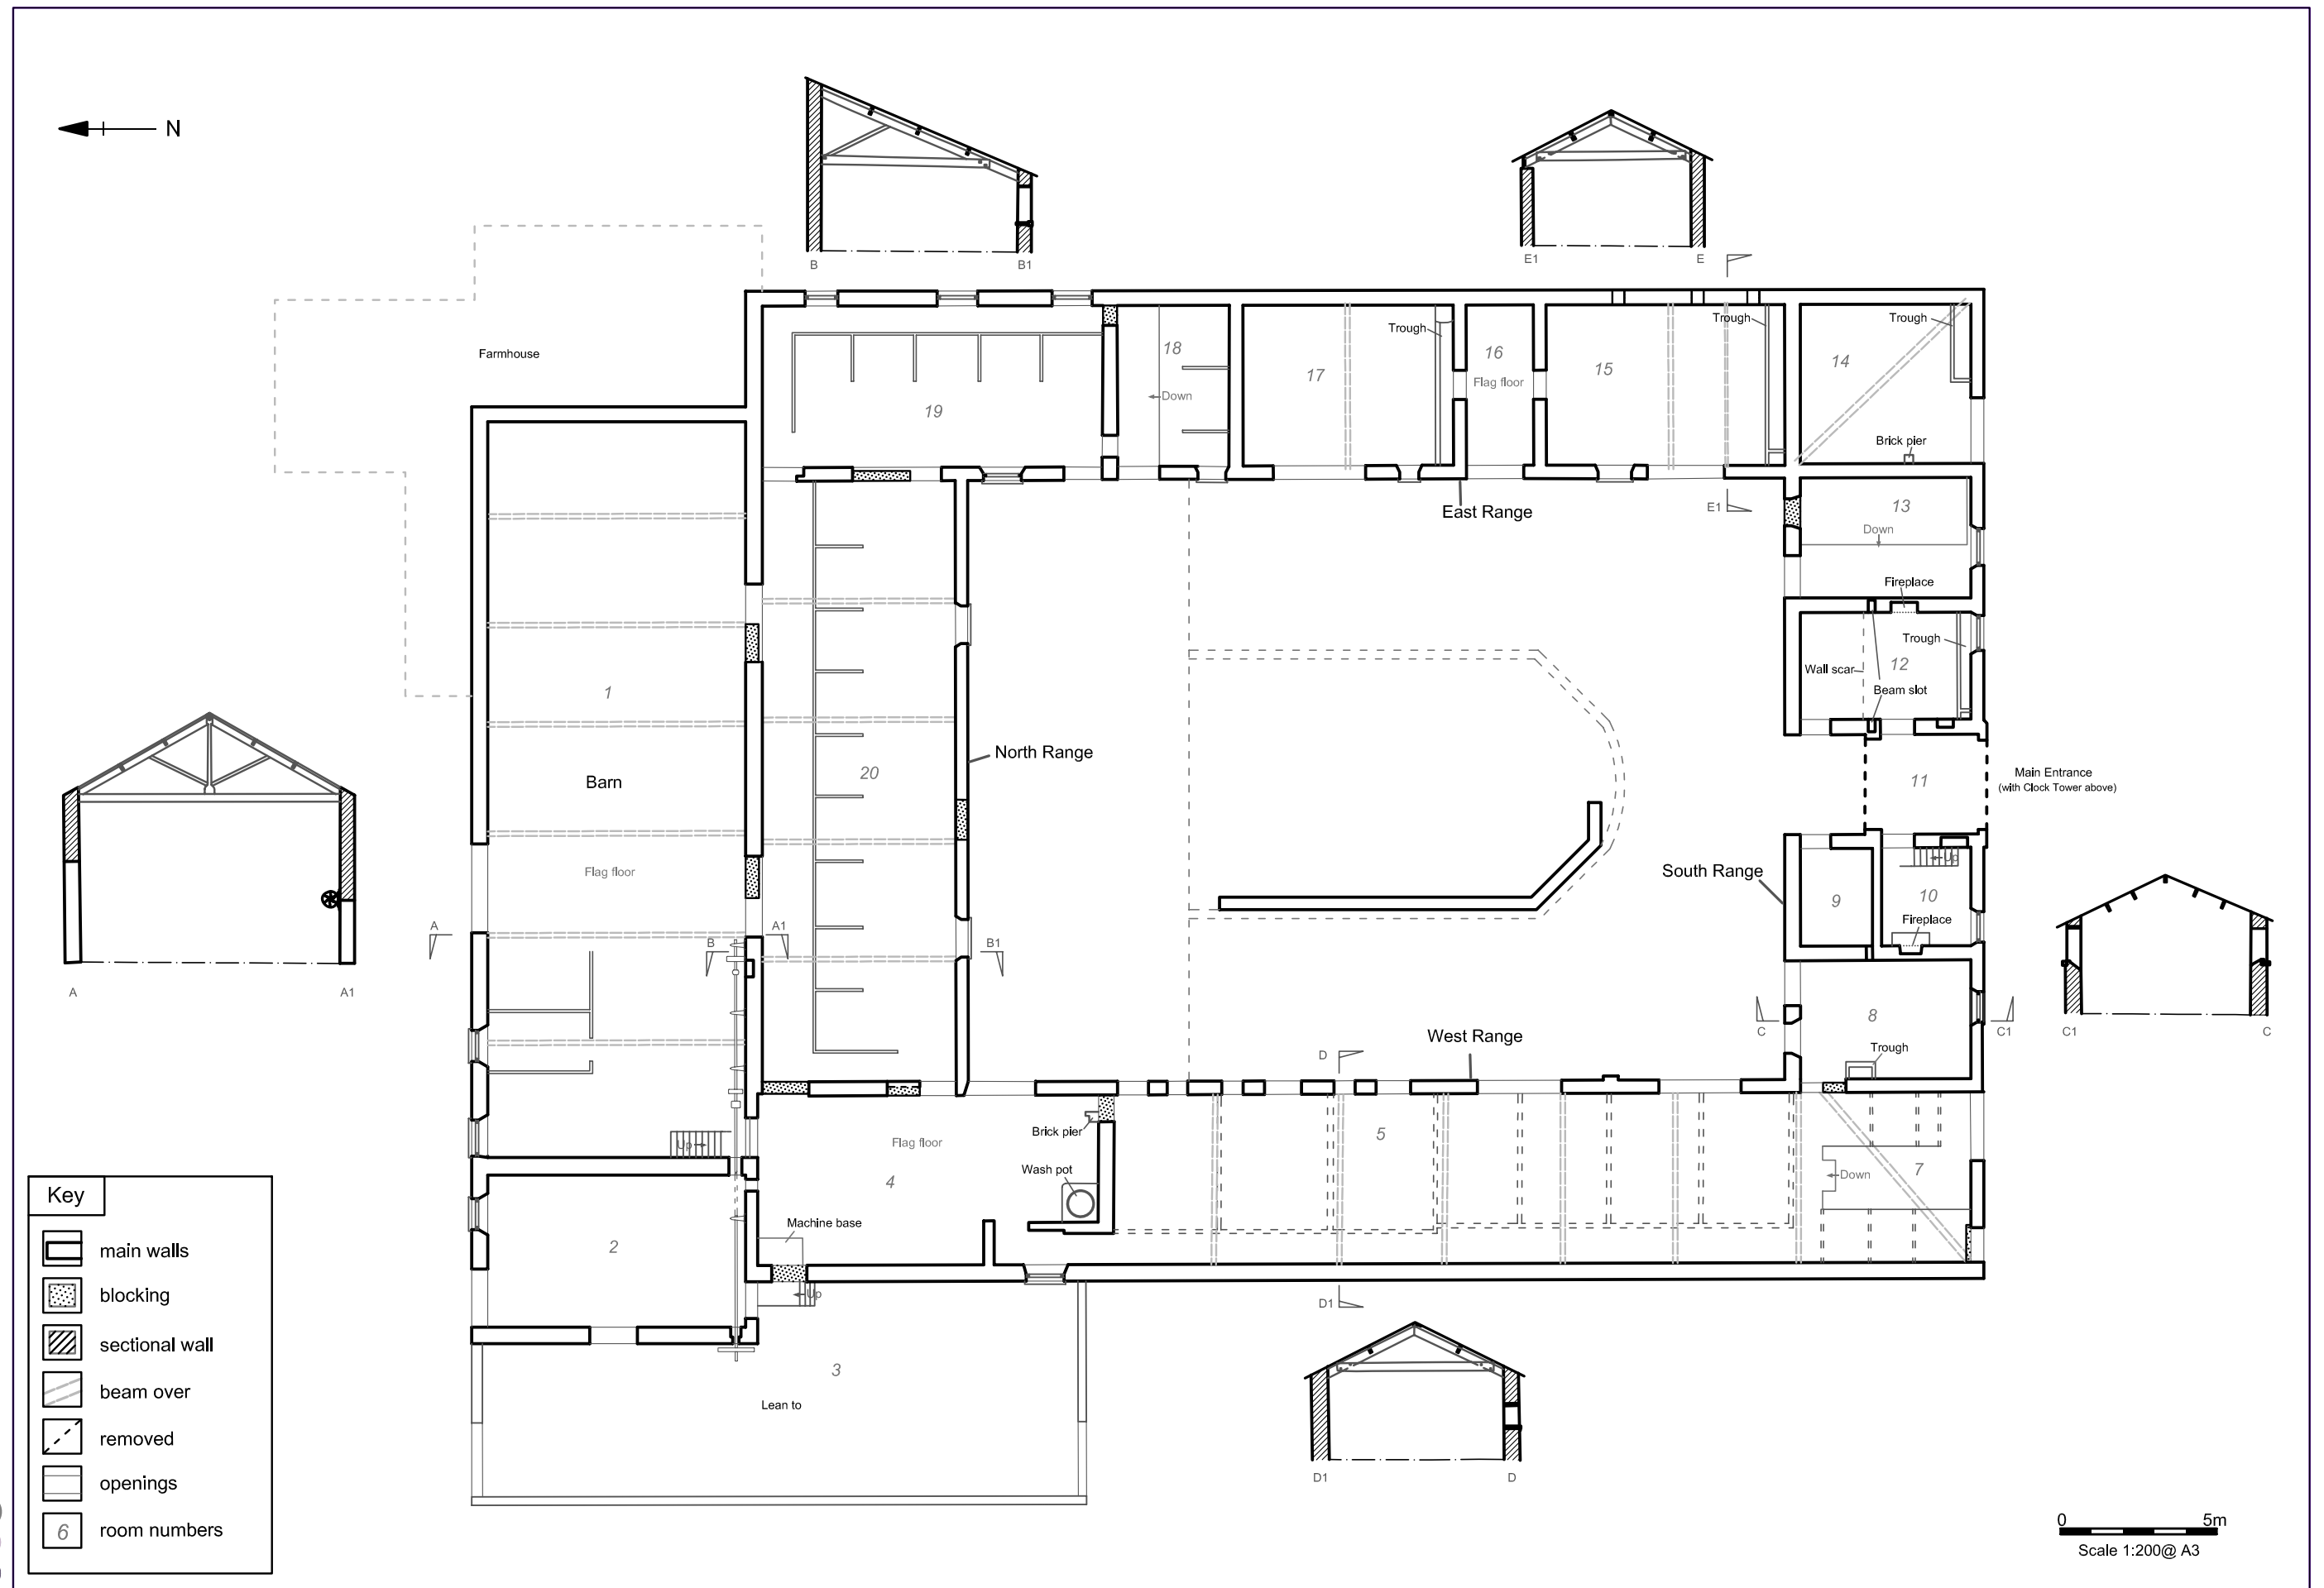 N
B
B1
E1
E
Farmhouse
Trough
Trough
Trough
18
16
17
15
14
Flag floor
Down
19
Brick pier
13
East Range
E1
Down
Fireplace
Trough
1
12
Wall scar
Beam slot
North Range
20
Barn
Main Entrance
(with Clock Tower above)
11
Up
Flag floor
South Range
9
10
Fireplace
A
B
A1
B1
A
A1
C
8
C1
C1
C
West Range
Trough
D
Brick pier
Flag floor
5
Up
Wash pot
4
Down
7
Machine base
2
Up
D1
3
Lean to
D1
D
Key
main walls
blocking
sectional wall
beam over
removed
openings
6
room numbers
0
5m
Scale 1:200@ A3